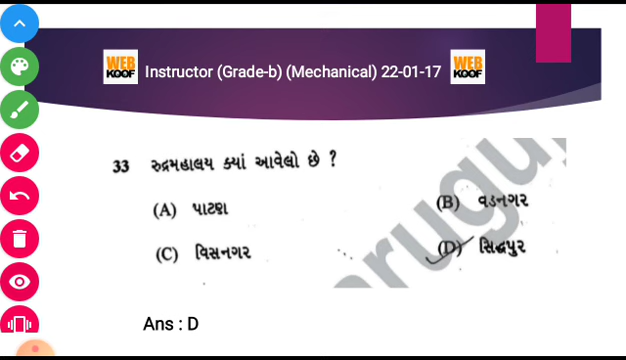 WEB
KOOF
Instructor (Grade-b) (Mechanical) 22-01-17
WEB
KOOF
33 રુદ્રમહાલય ક્યાં આવેલો છે ?
(A) પાટણ
(B) વડનગર
(C) વિસનગર
(D) સિદ્ધપુર
Ans : D